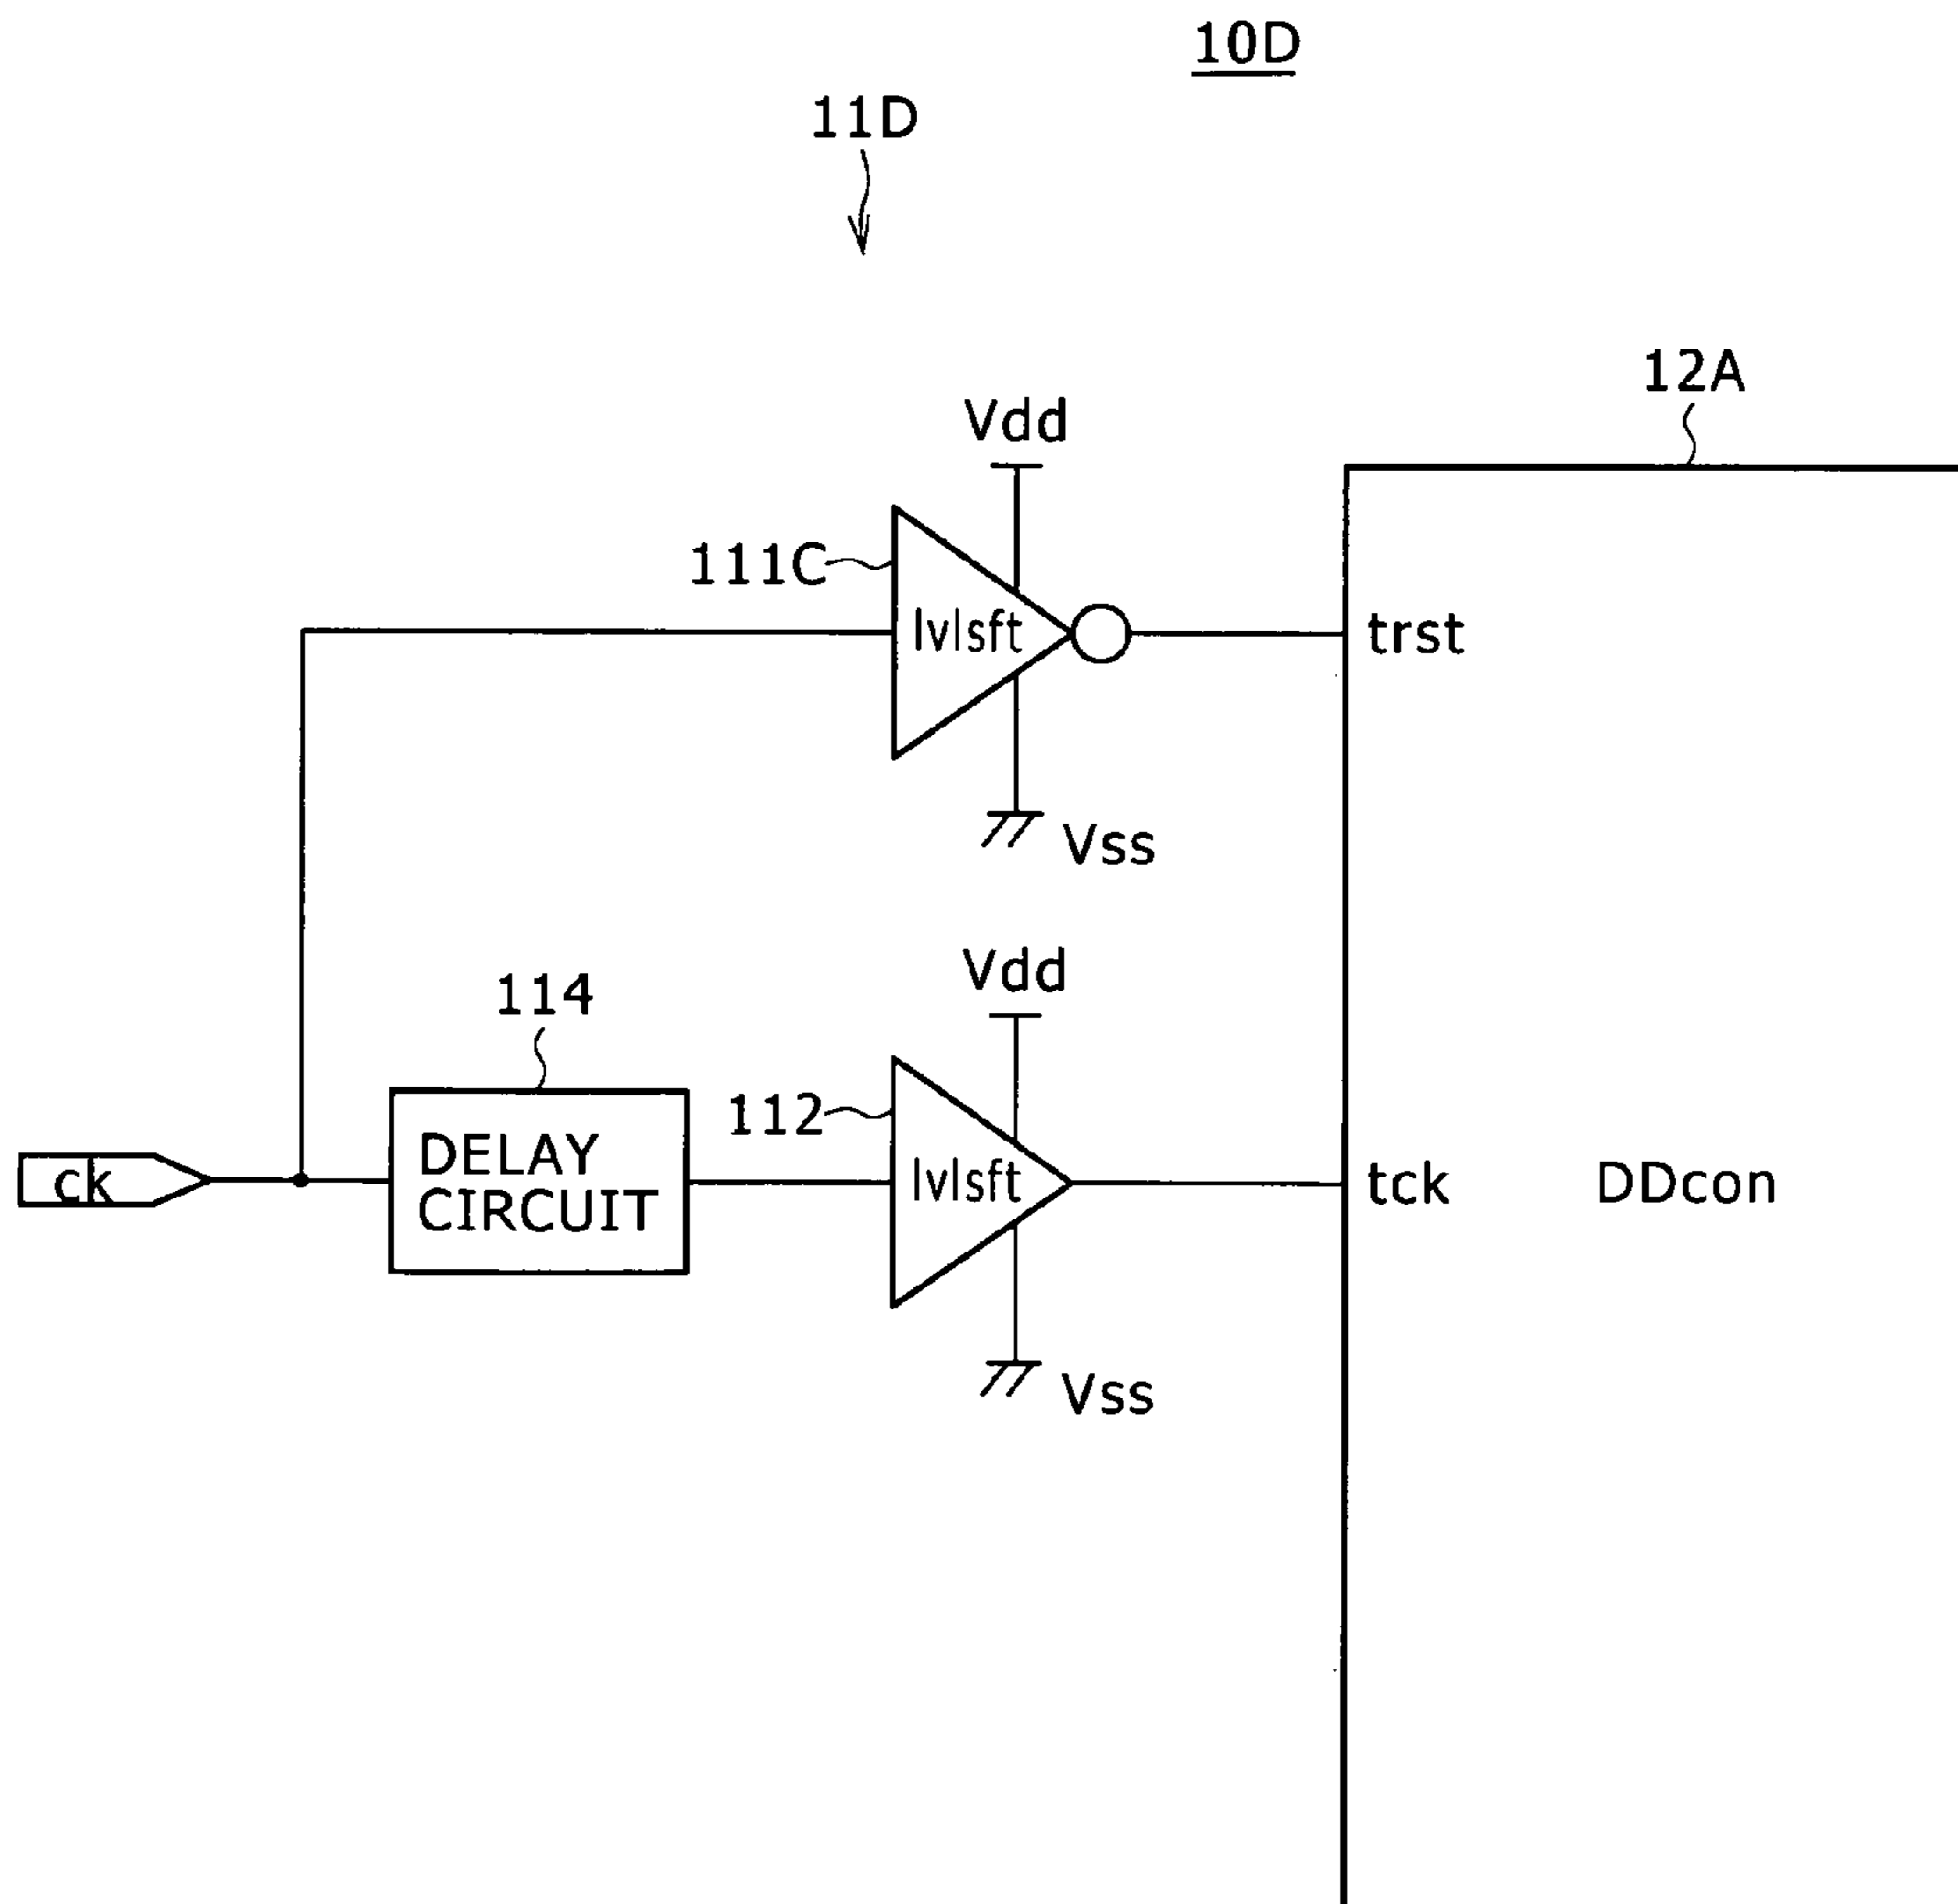 10D
11D
12A
Vdd
111C
lvlsft
trst
Vss
Vdd
114
112
ck
DELAY
CIRCUIT
lvlsft
tck
DDcon
Vss